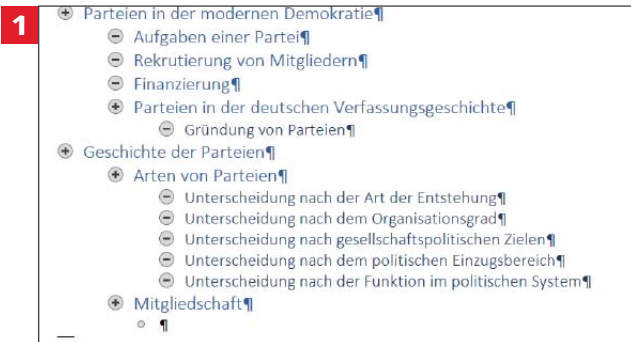 1
Parteien in der modernen Demokratie¶
Aufgaben einer Partei¶
Rekrutierung von Mitgliedern¶
Finanzierung¶
Parteien in der deutschen Verfassungsgeschichte¶
Gründung von Parteien¶
Geschichte der Parteien¶
Arten von Parteien¶
Unterscheidung nach der Art der Entstehung¶
Unterscheidung nach dem Organisationsgrad¶
Unterscheidung nach gesellschaftspolitischen Zielen¶
Unterscheidung nach dem politischen Einzugsbereich¶
Unterscheidung nach der Funktion im politischen System¶
Mitgliedschaft¶
¶